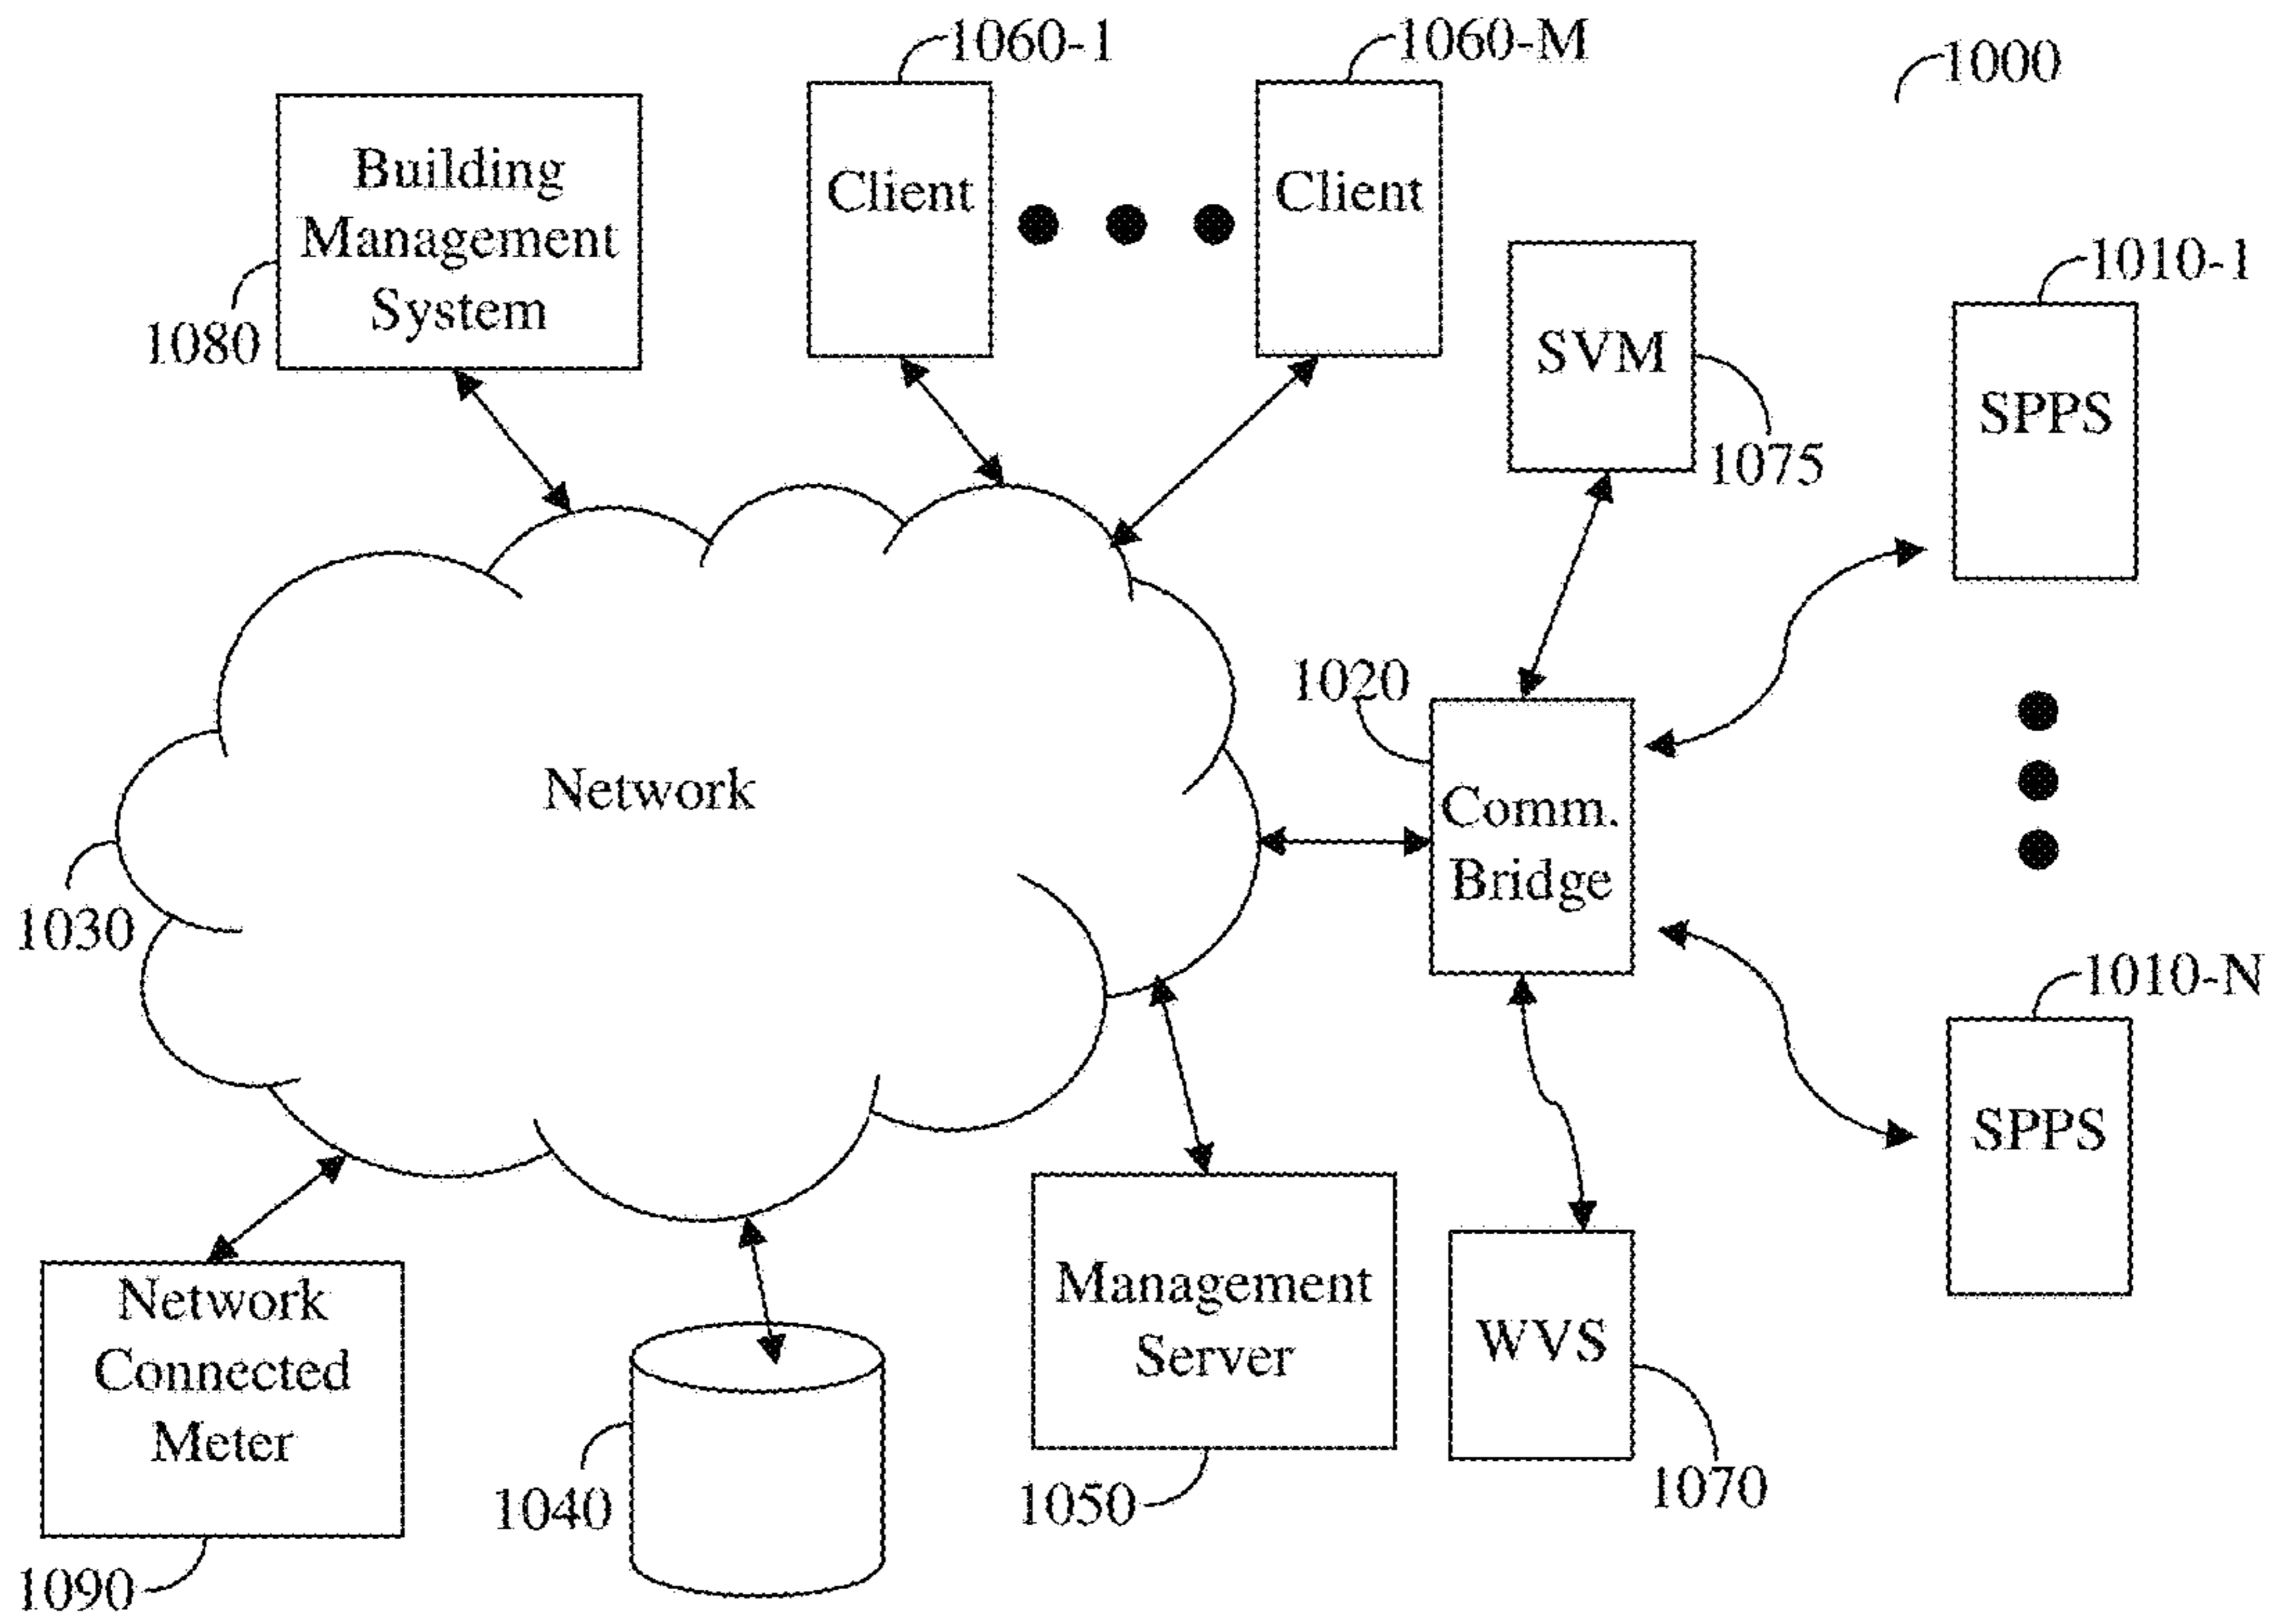 1060-1
1060-M
1000
Building
Management
System
1080
Client
Client
SVM
1075
1010-1
SPPS
1020
Comm.
Bridge
Network
1030
1010-N
SPPS
Network
Connected
Meter
1090
1040
Management
Server
1050
WVS
1070